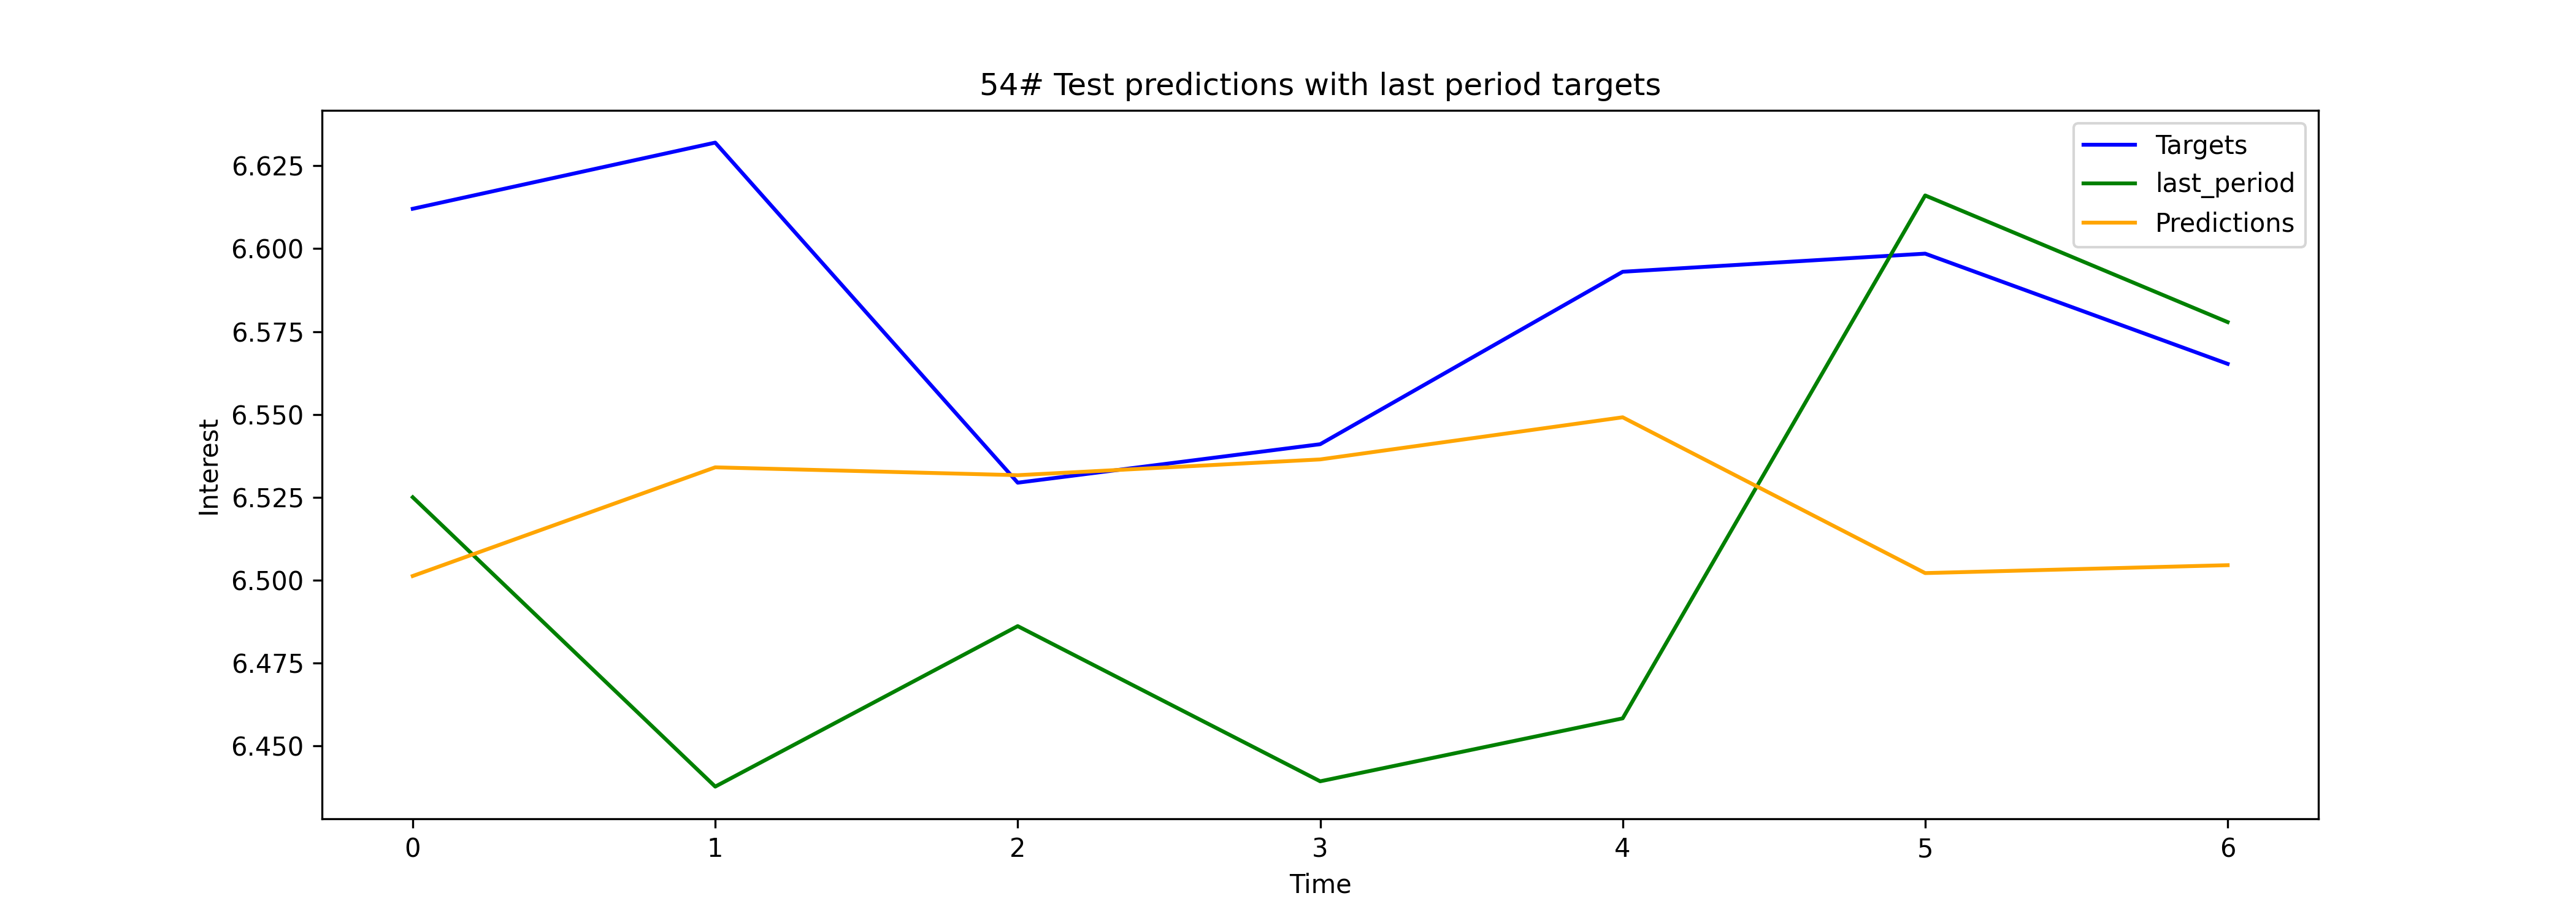 54# Test predictions with last period targets
Targets
last_period
Predictions
Interest
6.625
6.600
6.575
6.550
6.525
6.500
6.475
6.450
0 1 2 3 4 5 6
Time